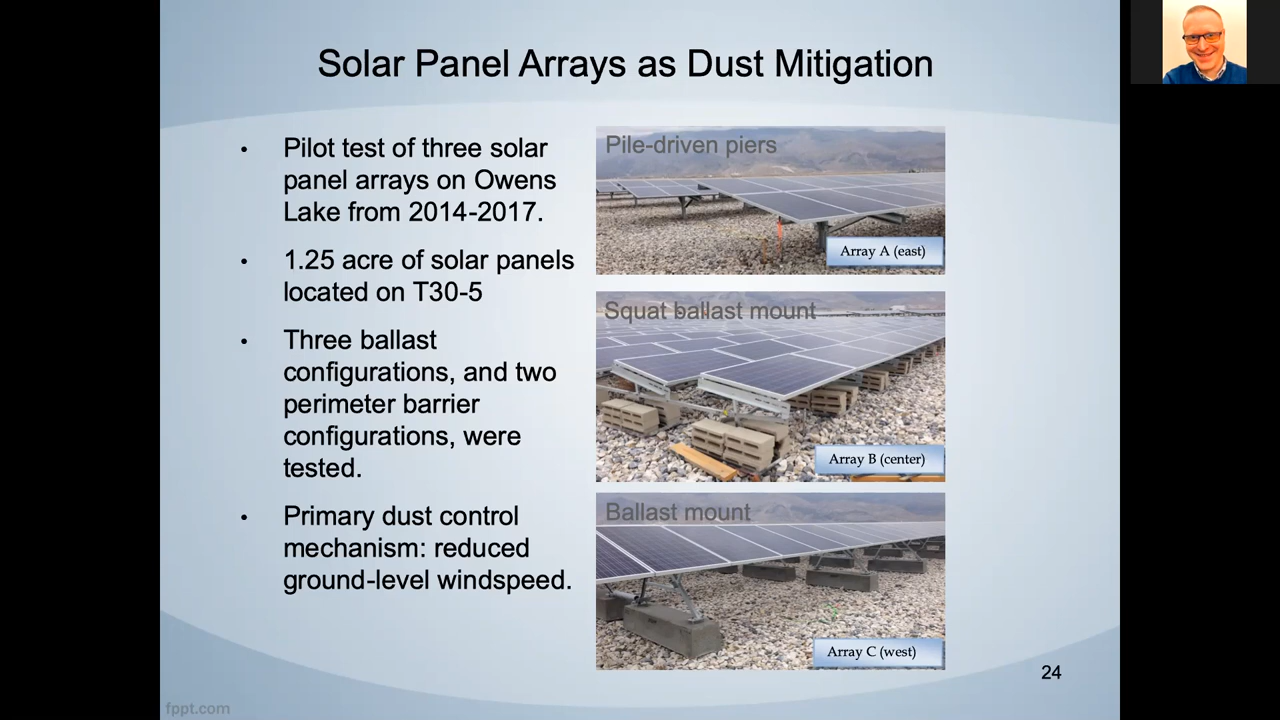 Solar Panel Arrays as Dust Mitigation
• Pilot test of three solar
panel arrays on Owens
Lake from 2014-2017.
• 1.25 acre of solar panels
located on T30-5
• Three ballast
configurations, and two
perimeter barrier
configurations, were
tested.
• Primary dust control
mechanism: reduced
ground-level windspeed.
Pile-driven piers
Array A (east)
Squat ballast mount
Array B (center)
Ballast mount
Array C (west)
24
fppt.com